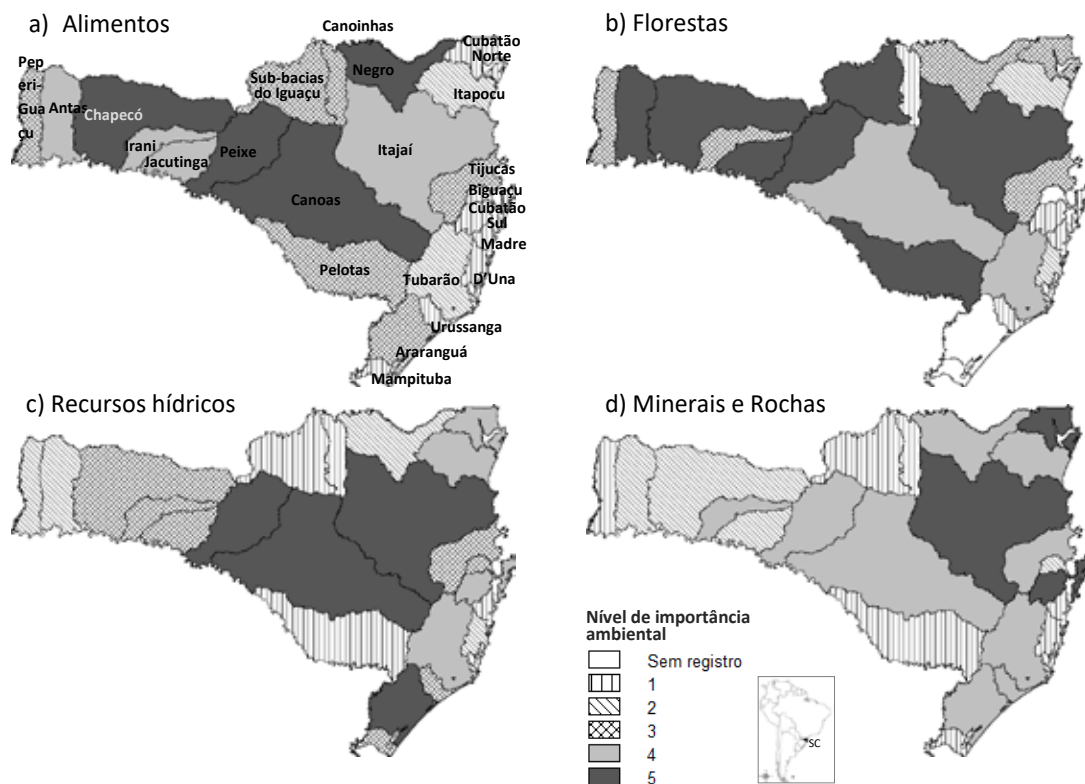 a) Alimentos
Canoinhas
b) Florestas
Cubatão
Norte
Negro
Pep
eri-
Gua
çu
Sub-bacias
do Iguaçu
Itapocu
Antas
Chapecó
Irani
Jacutinga
Peixe
Itajaí
Tijucas
Biguaçu
Cubatão
Sul
Canoas
Madre
D'Una
Pelotas
Tubarão
Urussanga
Araranguá
Mampituba
c) Recursos hídricos
d) Minerais e Rochas
Nível de importância
ambiental
Sem registro
1
2
3
4
5
SC